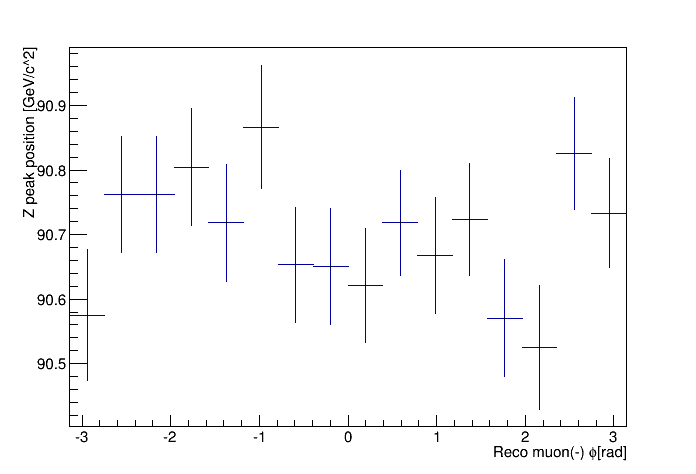 Z peak position [GeV/c^2]
90.9
90.8
90.7
90.6
90.5
-3 -2 -1 0 1 2 3
Reco muon(-) ϕ[rad]